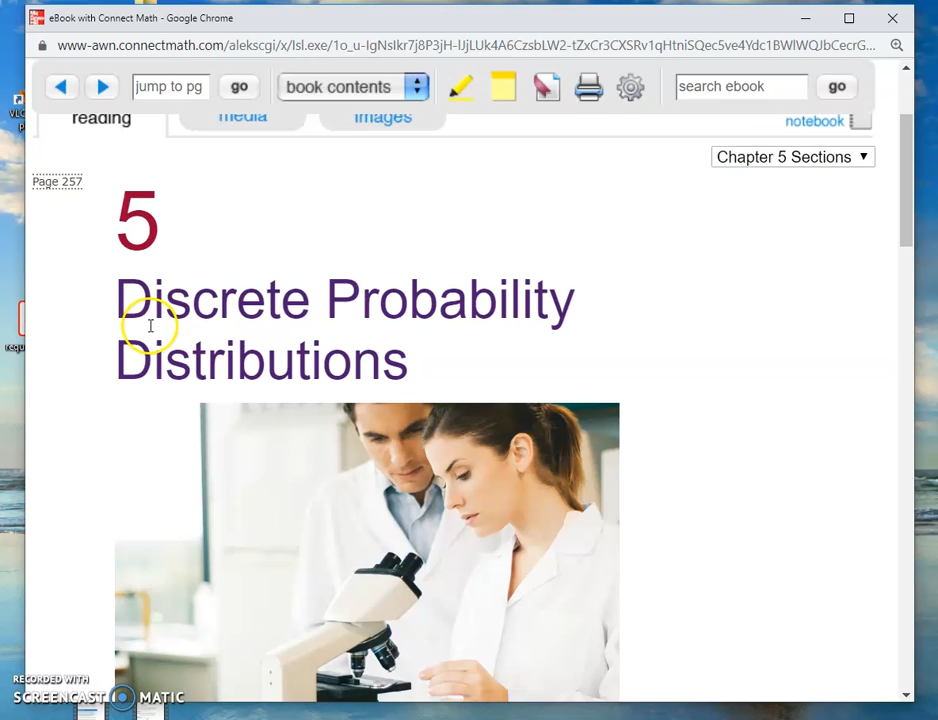 eBook with Connect Math - Google Chrome
www-awn.connectmath.com/alekscgi/x/Isl.exe/1o_u-IgNsIkr7j8P3jH-lJjLUk4A6CzsbLW2-tZxCr3CXSRv1qHtniSQec5ve4Ydc1BWlWQJbCecrG...
jump to pg go book contents search ebook go
reading media images notebook
Chapter 5 Sections
Page 257
5
Discrete Probability
Distributions
RECORDED WITH
SCREENCAST MATIC